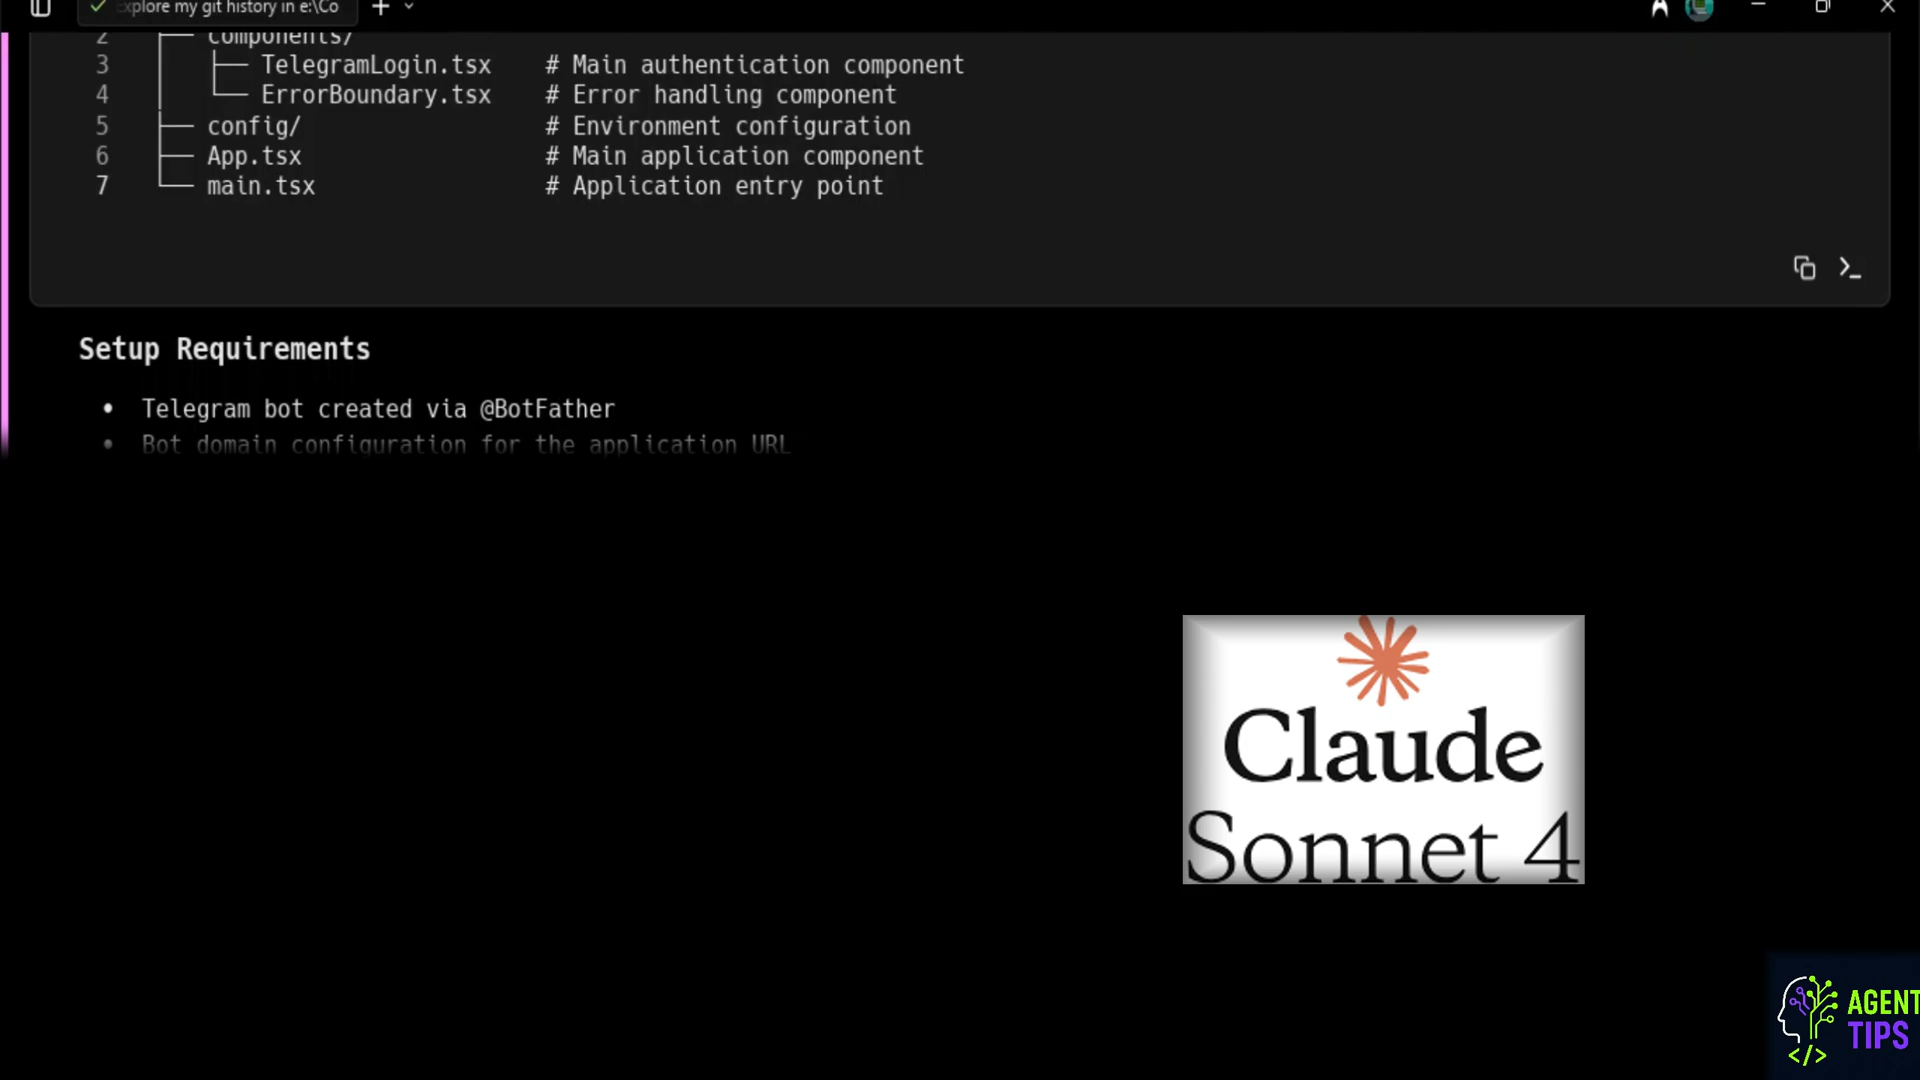 ✓ xplore my git history in e:\Co
2 ├── components/
3 │ ├── TelegramLogin.tsx # Main authentication component
4 │ └── ErrorBoundary.tsx # Error handling component
5 ├── config/ # Environment configuration
6 ├── App.tsx # Main application component
7 └── main.tsx # Application entry point
Setup Requirements
• Telegram bot created via @BotFather
• Bot domain configuration for the application URL
Claude
Sonnet 4
AGENT
TIPS